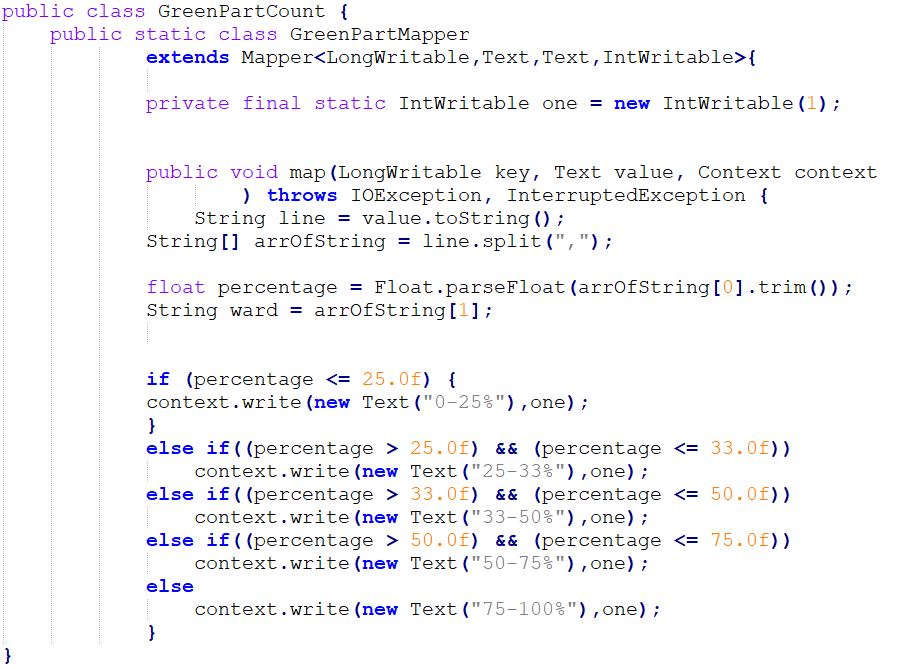 public class GreenPartCount {
    public static class GreenPartMapper
            extends Mapper<LongWritable,Text,Text,IntWritable>{
            private final static IntWritable one = new IntWritable(1);
            public void map(LongWritable key, Text value, Context context
                    ) throws IOException, InterruptedException {
                String line = value.toString();
            String[] arrOfString = line.split(",");
            float percentage = Float.parseFloat(arrOfString[0].trim());
            String ward = arrOfString[1];
            if (percentage <= 25.0f) {
            context.write(new Text("0-25%"),one);
            }
            else if((percentage > 25.0f) && (percentage <= 33.0f))
                context.write(new Text("25-33%"),one);
            else if((percentage > 33.0f) && (percentage <= 50.0f))
                context.write(new Text("33-50%"),one);
            else if((percentage > 50.0f) && (percentage <= 75.0f))
                context.write(new Text("50-75%"),one);
            else
                context.write(new Text("75-100%"),one);
            }
}